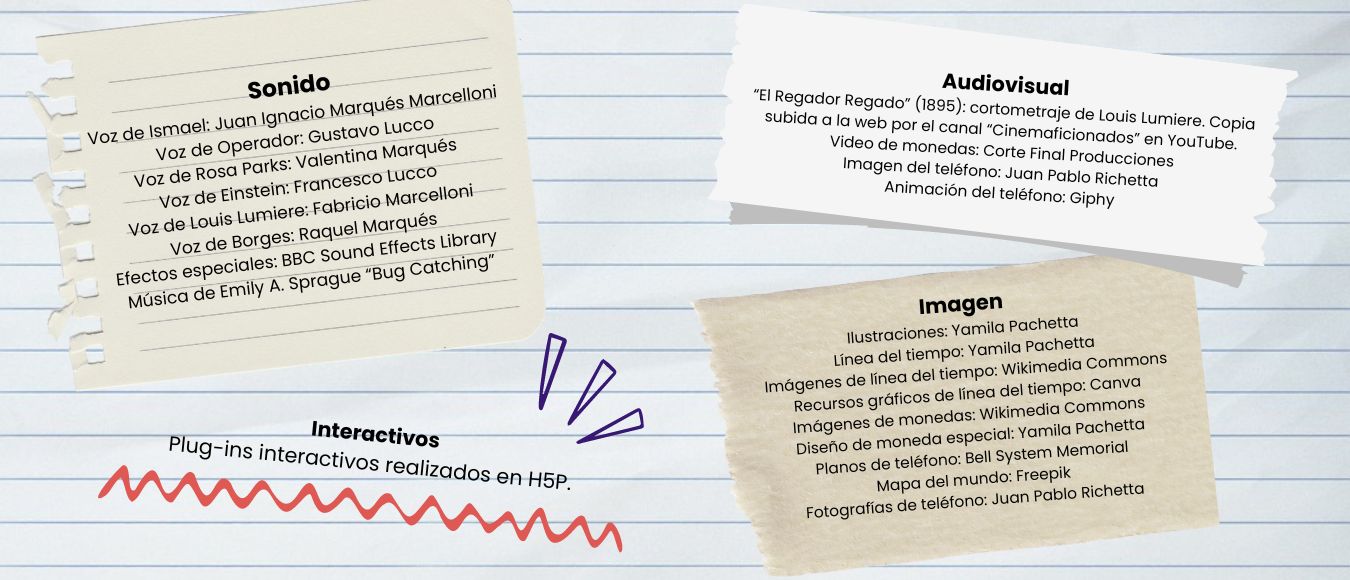 Sonido
Voz de Ismael: Juan Ignacio Marqués Marcelloni
Voz de Operador: Gustavo Lucco
Voz de Rosa Parks: Valentina Marqués
Voz de Einstein: Francesco Lucco
Voz de Louis Lumiere: Fabricio Marcelloni
Voz de Borges: Raquel Marqués
Efectos especiales: BBC Sound Effects Library
Música de Emily A. Sprague “Bug Catching”
Interactivos
Plug-ins interactivos realizados en H5P.
Audiovisual
“El Regador Regado” (1895): cortometraje de Louis Lumiere. Copia
subida a la web por el canal “Cinemaficionados” en YouTube.
Video de monedas: Corte Final Producciones
Imagen del teléfono: Juan Pablo Richetta
Animación del teléfono: Giphy
Imagen
Ilustraciones: Yamila Pachetta
Línea del tiempo: Yamila Pachetta
Imágenes de línea del tiempo: Wikimedia Commons
Recursos gráficos de línea del tiempo: Canva
Imágenes de monedas: Wikimedia Commons
Diseño de moneda especial: Yamila Pachetta
Planos de teléfono: Bell System Memorial
Mapa del mundo: Freepik
Fotografías de teléfono: Juan Pablo Richetta